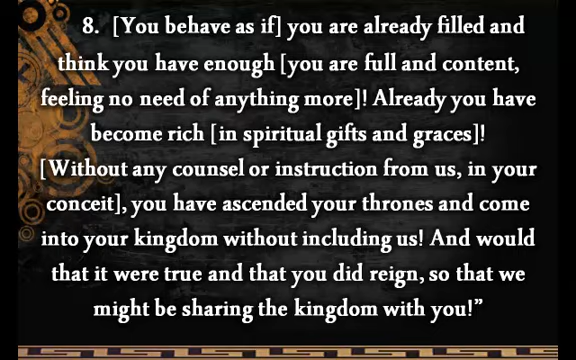 8. [You behave as if] you are already filled and
think you have enough [you are full and content,
feeling no need of anything more]! Already you have
become rich [in spiritual gifts and graces]!
[Without any counsel or instruction from us, in your
conceit], you have ascended your thrones and come
into your kingdom without including us! And would
that it were true and that you did reign, so that we
might be sharing the kingdom with you!”